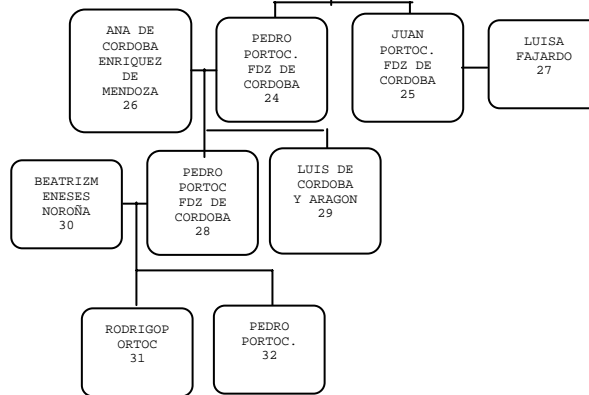 ANA DE
CORDOBA
ENRIQUEZ
DE
MENDOZA
26
PEDRO
PORTOC.
FDZ DE
CORDOBA
24
JUAN
PORTOC.
FDZ DE
CORDOBA
25
LUISA
FAJARDO
27
BEATRIZM
ENESES
NOROÑA
30
PEDRO
PORTOC
FDZ DE
CORDOBA
28
LUIS DE
CORDOBA
Y ARAGON
29
RODRIGOP
ORTOC
31
PEDRO
PORTOC.
32